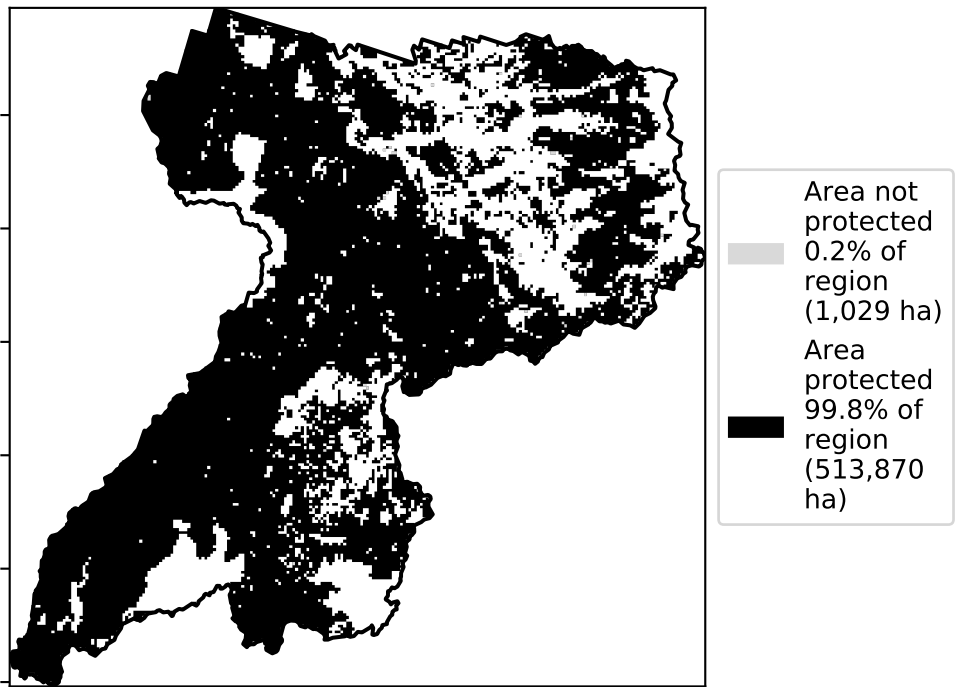 Area not
protected
0.2% of
region
(1,029 ha)
Area
protected
99.8% of
region
(513,870
ha)